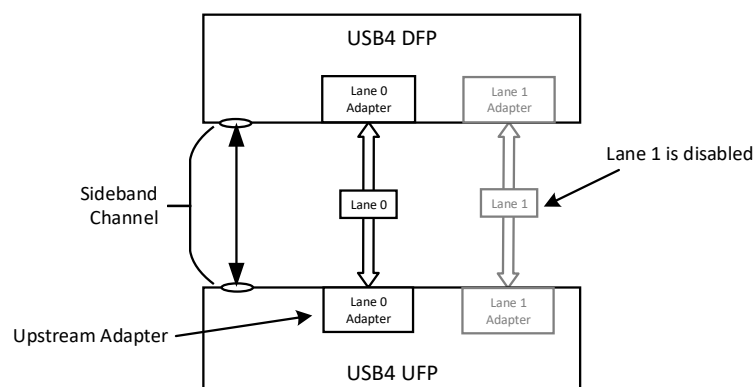 USB4 DFP
Lane 0
Adapter
Lane 1
Adapter
Lane 1 is disabled
Sideband
Channel
Lane 0
Lane 1
Lane 0
Adapter
Lane 1
Adapter
Upstream Adapter
USB4 UFP